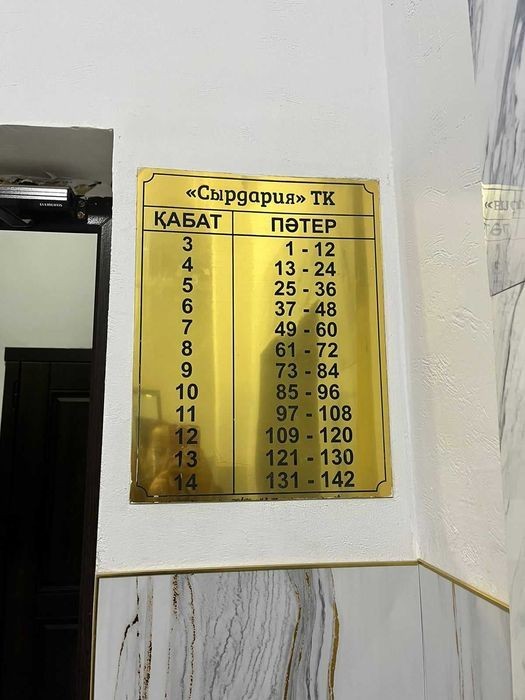 «Сырдария» ТК
ҚАБАТ ПӘТЕР
3 1 - 12
4 13 - 24
5 25 - 36
6 37 - 48
7 49 - 60
8 61 - 72
9 73 - 84
10 85 - 96
11 97 - 108
12 109 - 120
13 121 - 130
14 131 - 142